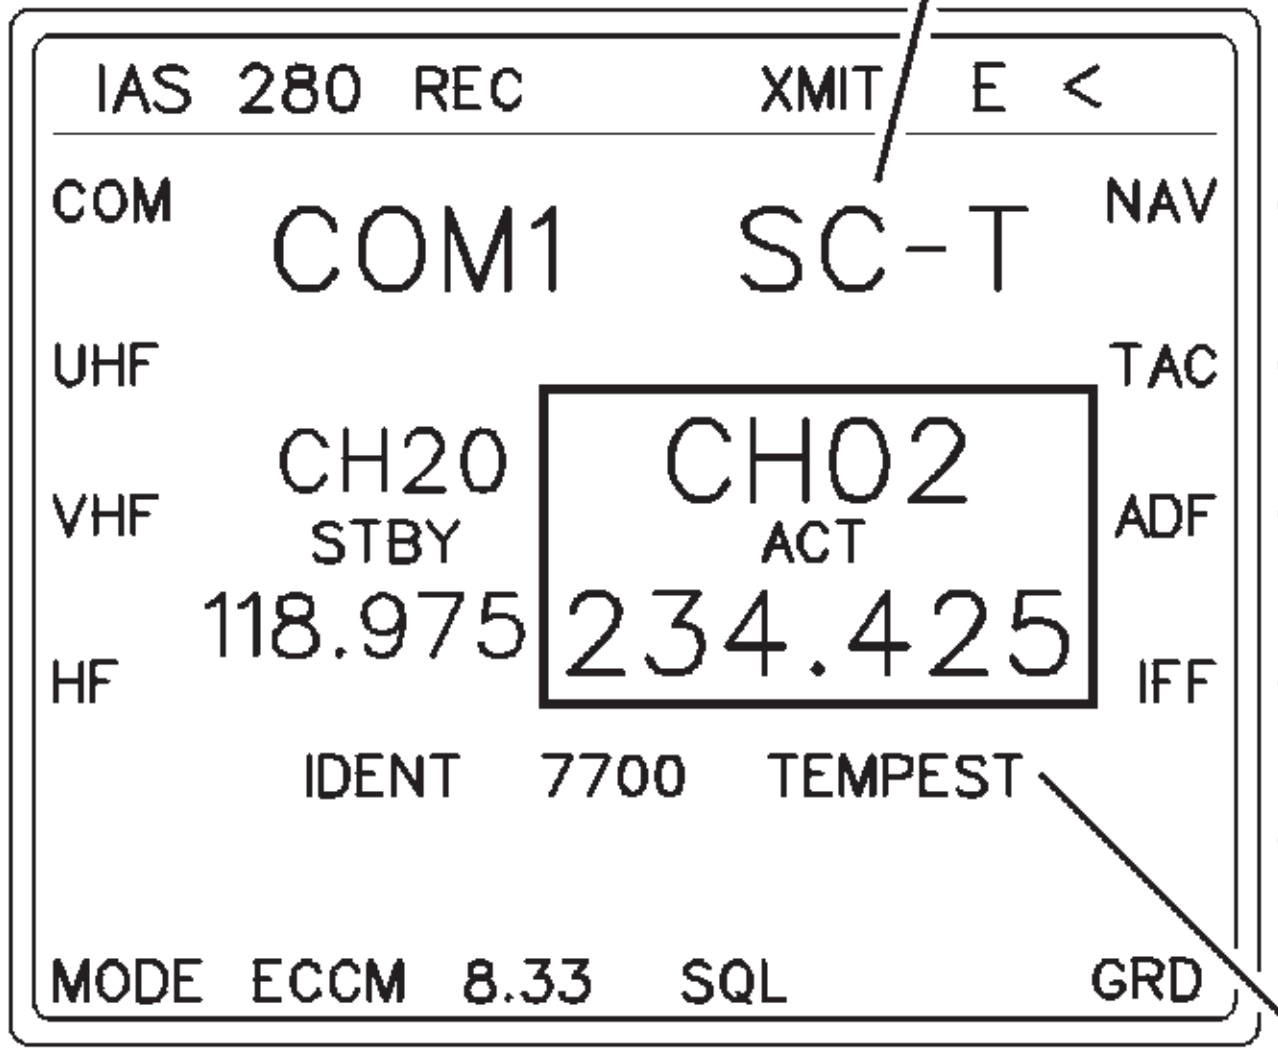 IAS 280 REC XMIT E <
COM COM1 SC-T NAV
UHF TAC
CH20 CH02
VHF STBY ACT ADF
118.975 234.425
HF IFF
IDENT 7700 TEMPEST
MODE ECCM 8.33 SQL GRD